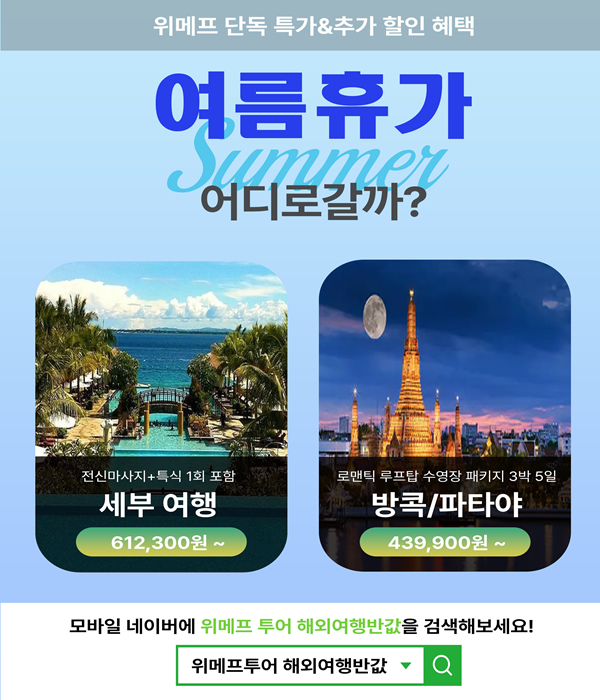 위메프 단독 특가&추가 할인 혜택
여름휴가
Summer
어디로갈까?
전신마사지+특식 1회 포함
세부 여행
612,300원 ~
로맨틱 루프탑 수영장 패키지 3박 5일
방콕/파타야
439,900원 ~
모바일 네이버에 위메프 투어 해외여행반값을 검색해보세요!
위메프투어 해외여행반값